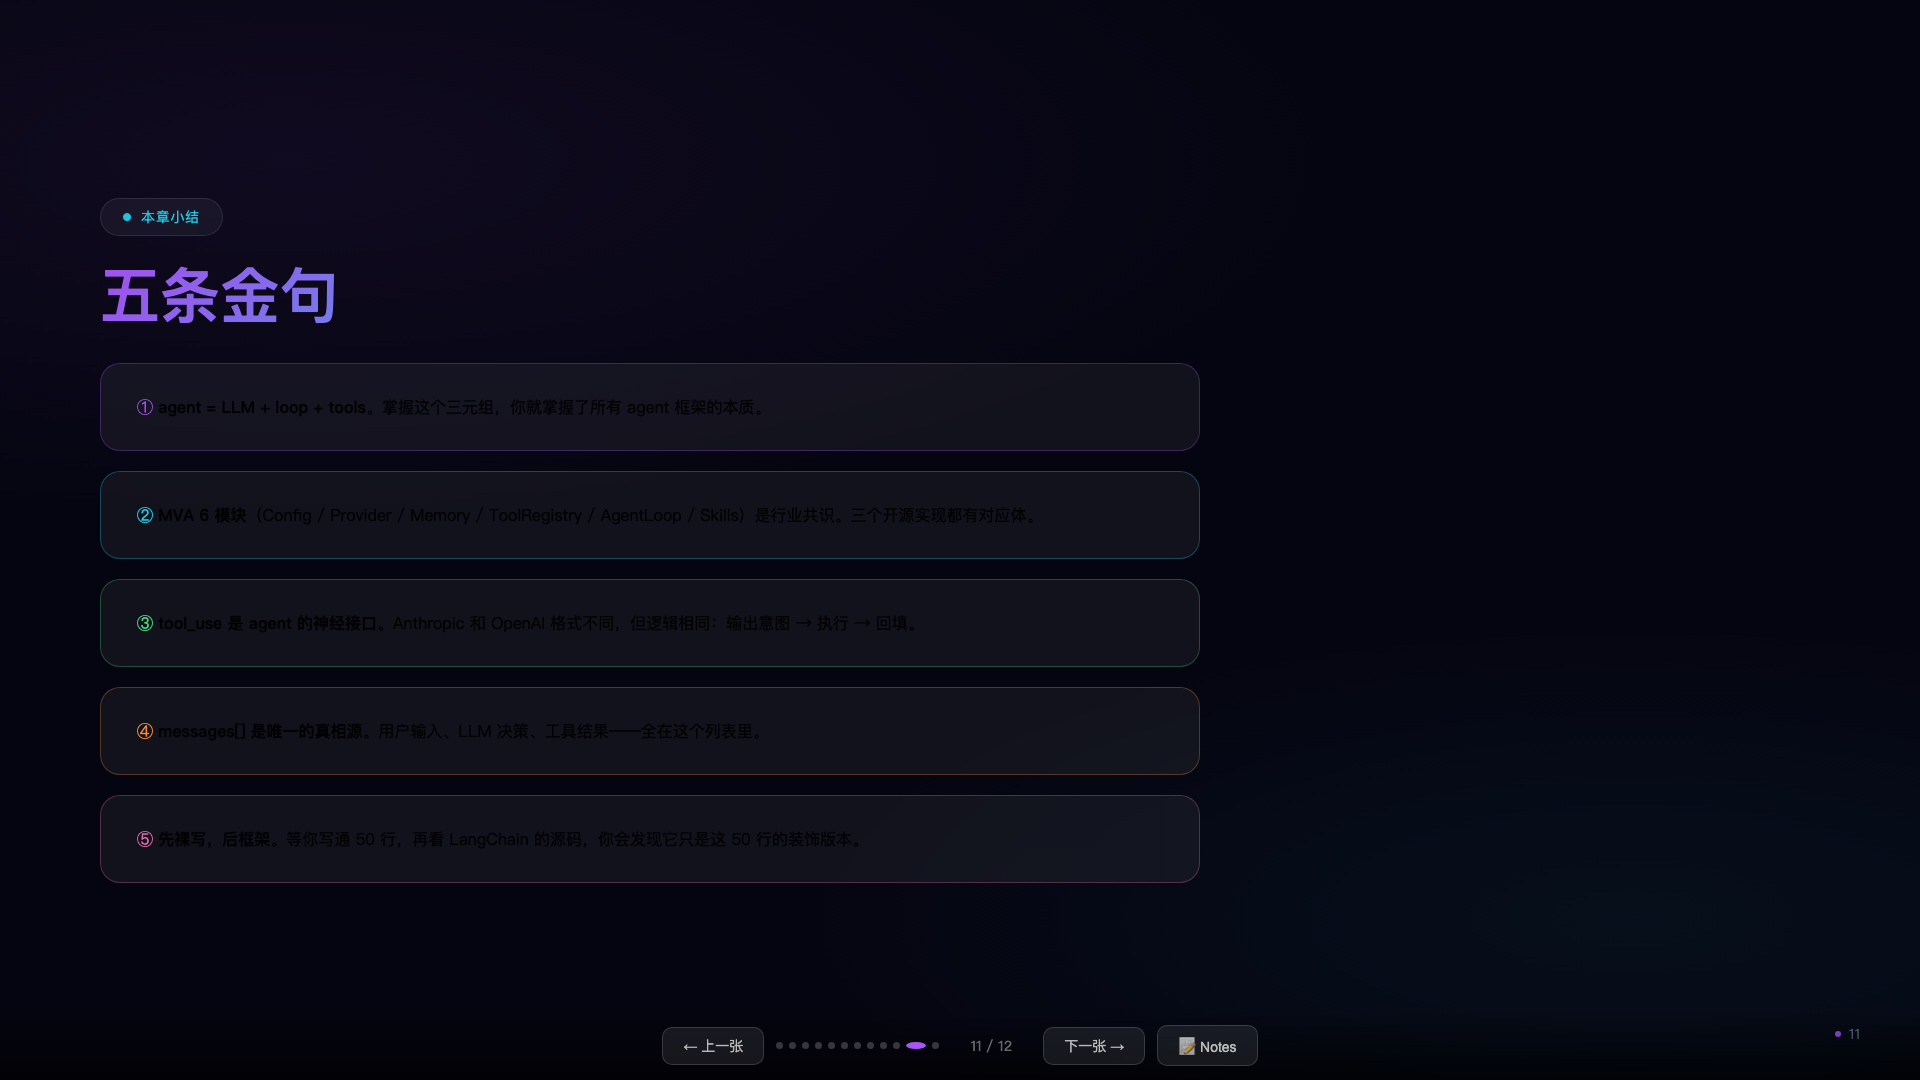 本章小结
五条金句
① agent = LLM + loop + tools。掌握这个三元组，你就掌握了所有 agent 框架的本质。
② MVA 6 模块（Config / Provider / Memory / ToolRegistry / AgentLoop / Skills）是行业共识。三个开源实现都有对应体。
③ tool_use 是 agent 的神经接口。Anthropic 和 OpenAI 格式不同，但逻辑相同：输出意图 → 执行 → 回填。
④ messages[] 是唯一的真相源。用户输入、LLM 决策、工具结果——全在这个列表里。
⑤ 先裸写，后框架。等你写通 50 行，再看 LangChain 的源码，你会发现它只是这 50 行的装饰版本。
← 上一张
11 / 12
下一张 →
📝 Notes
11